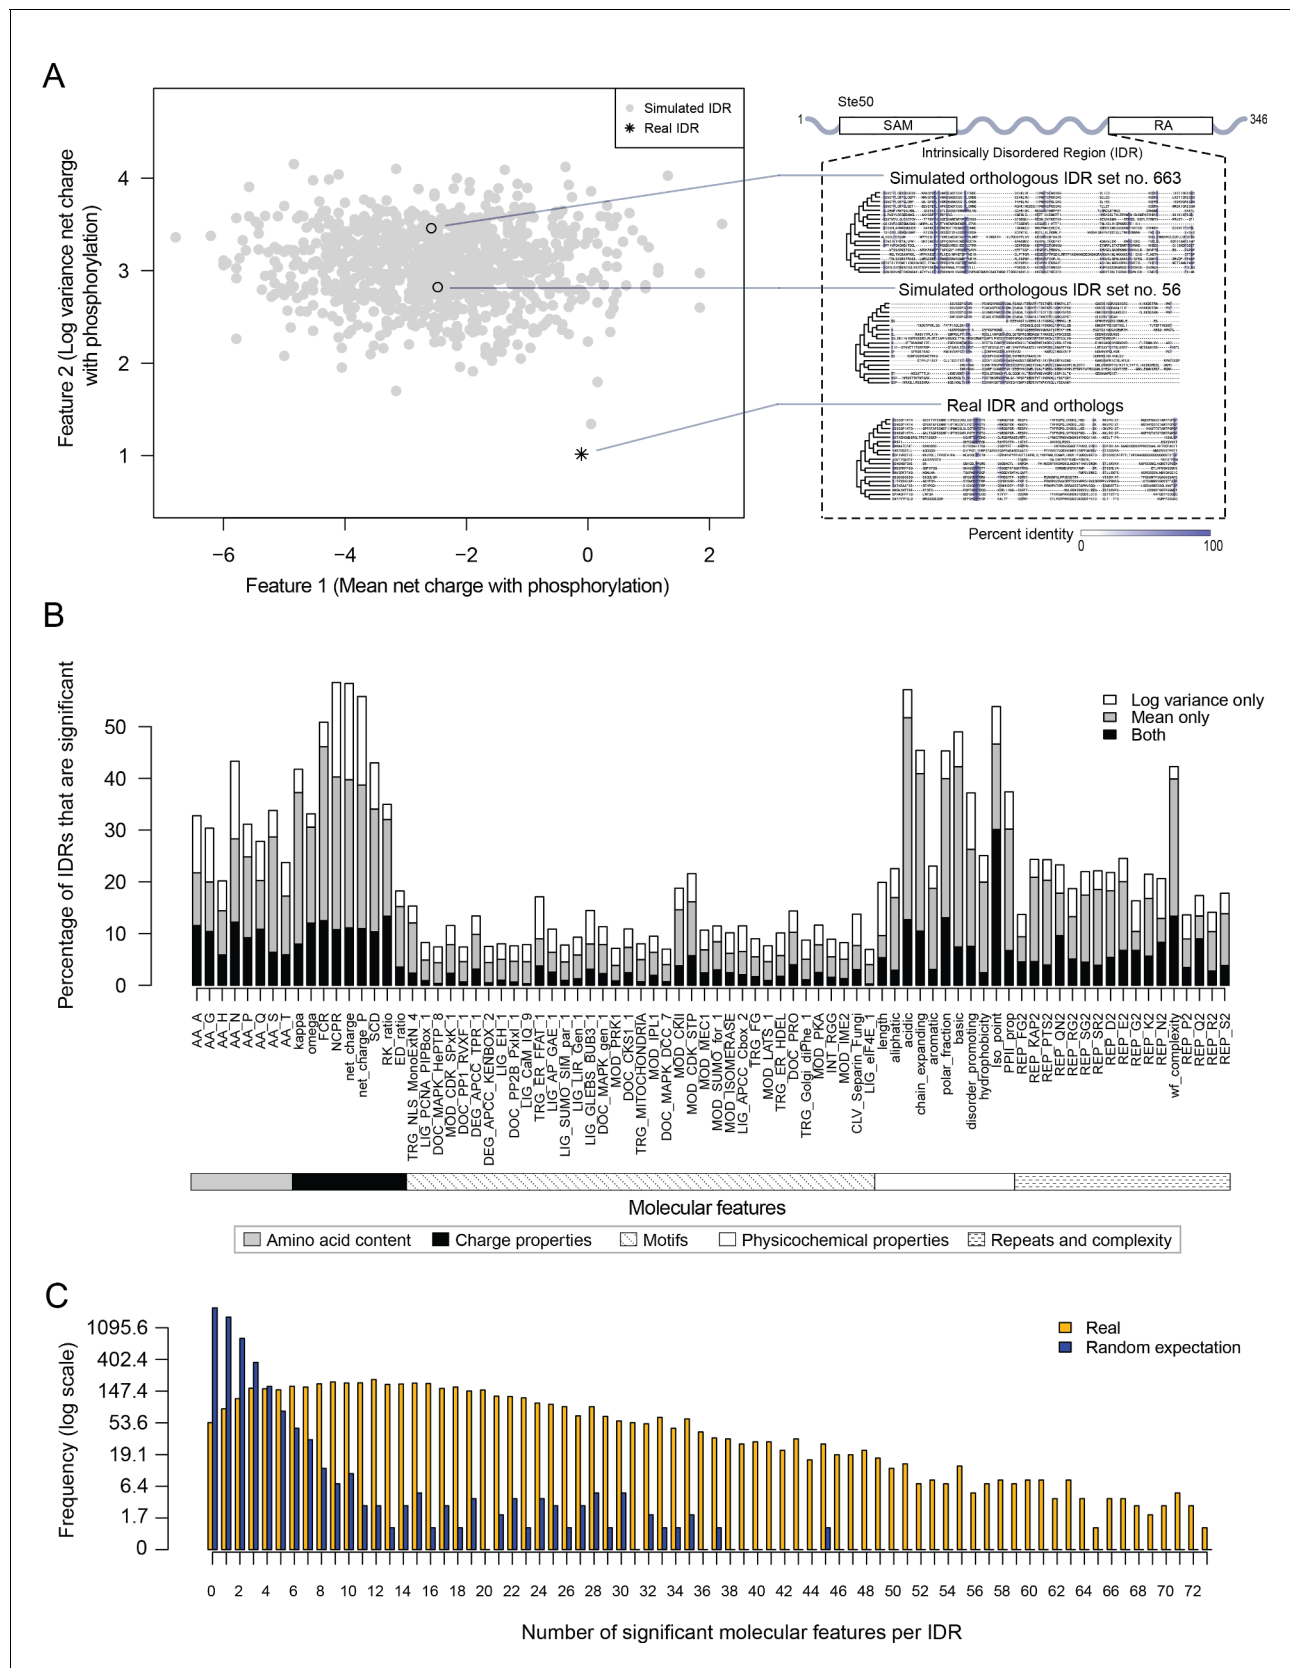 A
Simulated IDR
Real IDR
Feature 2 (Log variance net charge
with phosphorylation)
4
3
2
1
−6
−4
−2
0
2
Feature 1 (Mean net charge with phosphorylation)
Ste50
1
SAM
RA
346
Intrinsically Disordered Region (IDR)
Simulated orthologous IDR set no. 663
Simulated orthologous IDR set no. 56
Real IDR and orthologs
Percent identity
0
100
B
Percentage of IDRs that are significant
50
40
30
20
10
0
Log variance only
Mean only
Both
AA_A
AA_G
AA_H
AA_N
AA_P
AA_Q
AA_S
AA_T
kappa
omega
FCR
NCPR
net_charge
net_charge_P
SCD
RK_ratio
ED_ratio
TRG_NLS_MonoExtN_4
LIG_PCNA_PIPBox_1
DOC_MAPK_HePTP_8
MOD_CDK_SPxK_1
DOC_PP1_RVXF_1
DEG_APCC_TPR_1
DEG_APCC_KENBOX_2
LIG_EH_1
DOC_PP2B_PxIxI_1
LIG_CaM_IQ_9
TRG_ER_FFAT_1
LIG_AP_GAE_1
LIG_SUMO_SIM_par_1
LIG_LIR_Gen_1
LIG_GLEBS_BUB3_1
DOC_MAPK_gen_1
MOD_PRK1
DOC_CKS1_1
TRG_MITOCHONDRIA
MOD_IPL1
DOC_MAPK_DCC_7
MOD_CKII
MOD_CDK_STP
MOD_MEC1
MOD_SUMO_for_1
MOD_ISOMERASE
LIG_APCC_Cbox_2
TRG_FG
MOD_LATS_1
TRG_ER_HDEL
DOC_PRO
TRG_Golgi_diPhe_1
MOD_PKA
INT_RGG
MOD_IME2
CLV_Separin_Fungi
LIG_eIF4E_1
length
aliphatic
acidic
chain_expanding
aromatic
polar_fraction
basic
disorder_promoting
hydrophobicity
Iso_point
PPII_prop
REP_FG2
REP_KAP2
REP_PTS2
REP_QN2
REP_RG2
REP_SG2
REP_SR2
REP_D2
REP_E2
REP_G2
REP_K2
REP_N2
wf_complexity
REP_P2
REP_Q2
REP_R2
REP_S2
Molecular features
Amino acid content
Charge properties
Motifs
Physicochemical properties
Repeats and complexity
C
Frequency (log scale)
1095.6
402.4
147.4
53.6
19.1
6.4
1.7
0
Real
Random expectation
0 2 4 6 8 10 12 14 16 18 20 22 24 26 28 30 32 34 36 38 40 42 44 46 48 50 52 54 56 58 60 62 64 66 68 70 72
Number of significant molecular features per IDR